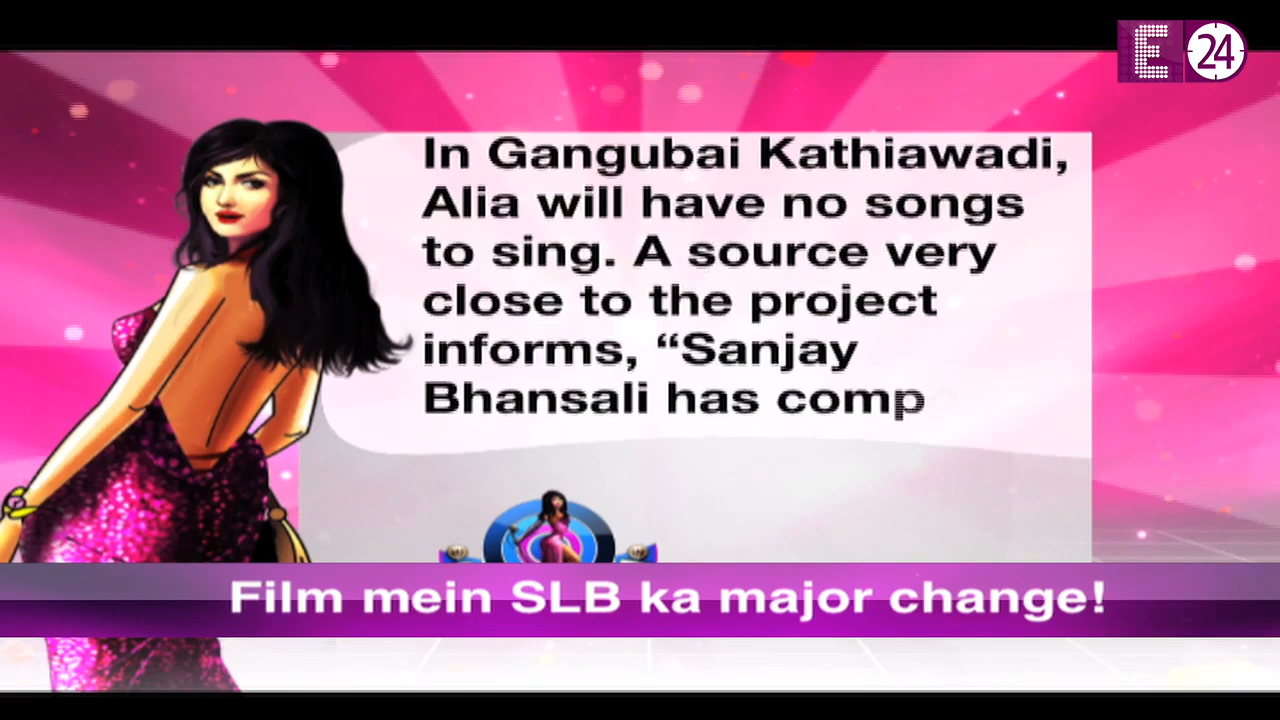 E 24
In Gangubai Kathiawadi,
Alia will have no songs
to sing. A source very
close to the project
informs, “Sanjay
Bhansali has comp
Film mein SLB ka major change!